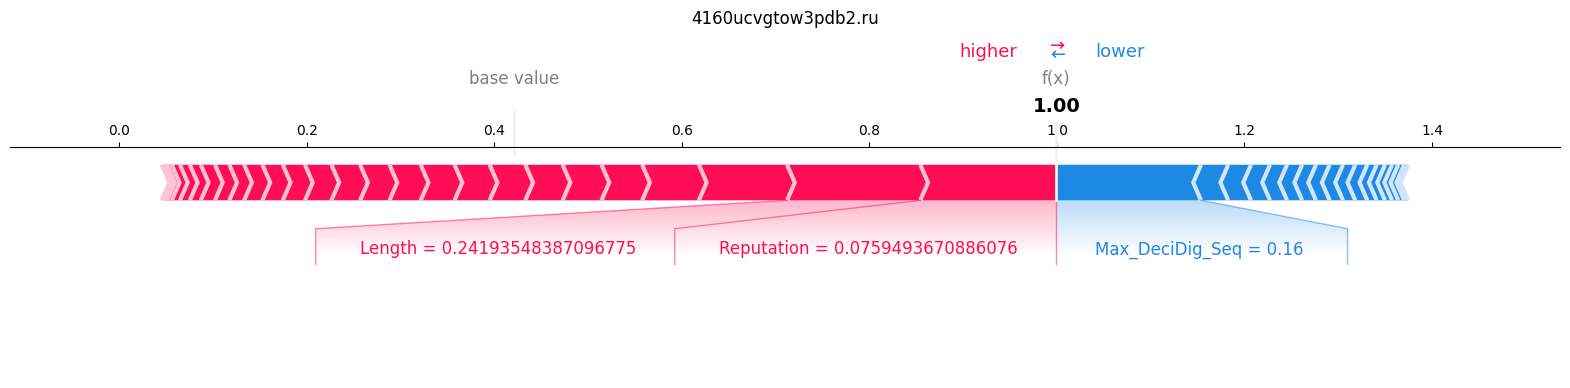 4160ucvgtow3pdb2.ru
higher ⇄ lower
base value f(x)
1.00
0.0 0.2 0.4 0.6 0.8 1.0 1.2 1.4
Length = 0.24193548387096775 Reputation = 0.0759493670886076 Max_DeciDig_Seq = 0.16